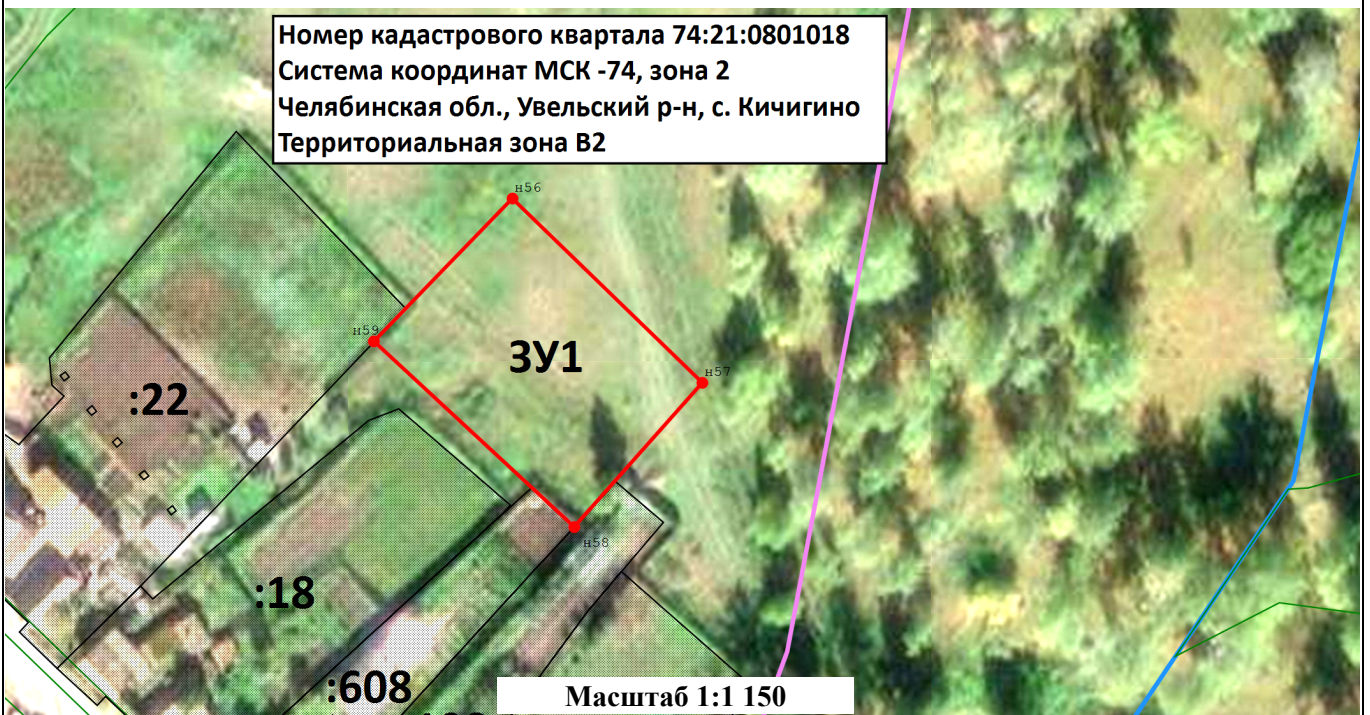 Номер кадастрового квартала 74:21:0801018
Система координат МСК -74, зона 2
Челябинская обл., Увельский р-н, с. Кичигино
Территориальная зона В2
н56
н59
ЗУ1
н57
:22
н58
:18
:608
Масштаб 1:1 150